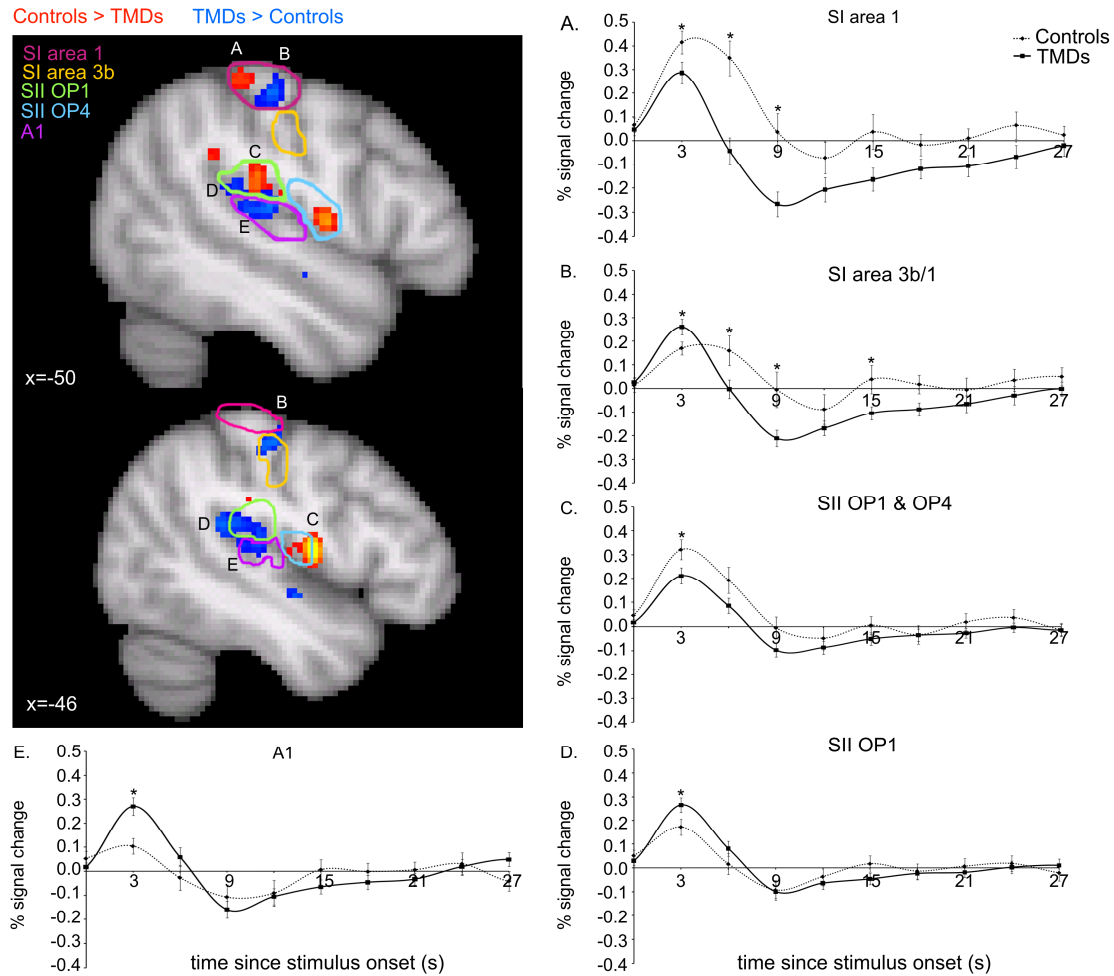 Controls > TMDs TMDs > Controls
SI area 1
SI area 3b
SII OP1
SII OP4
A1
A B
C
D
E
x=-50
B
D C
E
x=-46
A. SI area 1
Controls
TMDs
% signal change
0.5
0.4
0.3
0.2
0.1
0.0
-0.1
-0.2
-0.3
-0.4
3 9 15 21 27
* * *
B. SI area 3b/1
% signal change
0.5
0.4
0.3
0.2
0.1
0.0
-0.1
-0.2
-0.3
-0.4
3 9 15 21 27
* * * *
C. SII OP1 & OP4
% signal change
0.5
0.4
0.3
0.2
0.1
0.0
-0.1
-0.2
-0.3
-0.4
3 9 15 21 27
*
E. A1
% signal change
0.5
0.4
0.3
0.2
0.1
0.0
-0.1
-0.2
-0.3
-0.4
3 9 15 21 27
*
time since stimulus onset (s)
D. SII OP1
% signal change
0.5
0.4
0.3
0.2
0.1
0.0
-0.1
-0.2
-0.3
-0.4
3 9 15 21 27
*
time since stimulus onset (s)